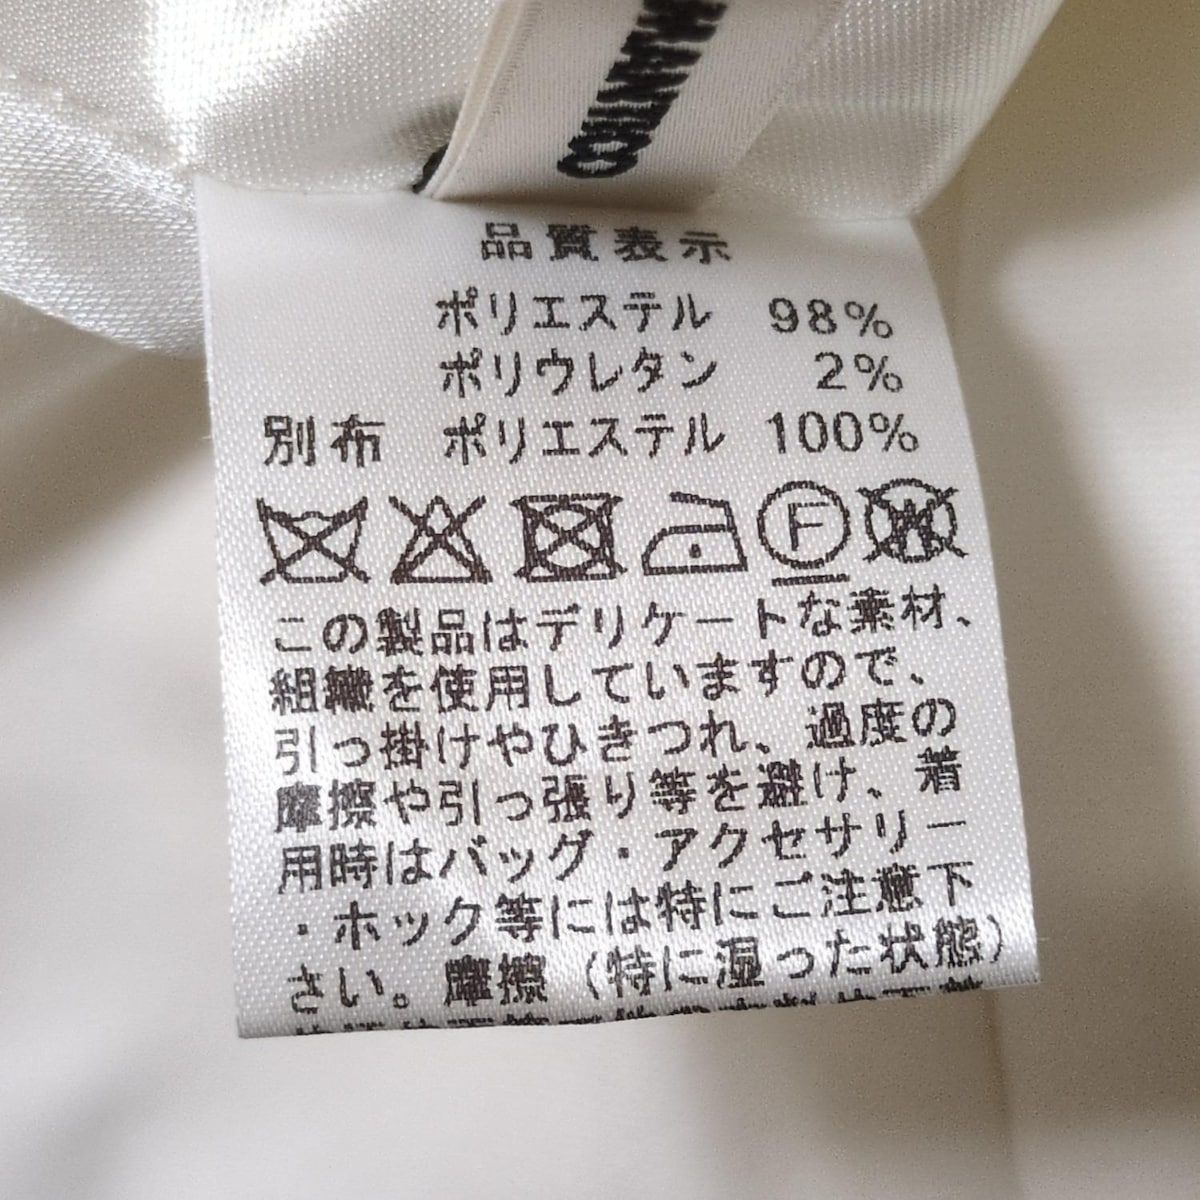 品質表示
ポリエステル 98%
ポリウレタン 2%
別布 ポリエステル 100%
F
W
この製品はデリケートな素材、
組織を使用していますので、
引っ掛けやひきつれ、過度の
摩擦や引っ張り等を避け、着
用時はバッグ・アクセサリー
・ホック等には特にご注意下
さい。摩擦(特に湿った状態)